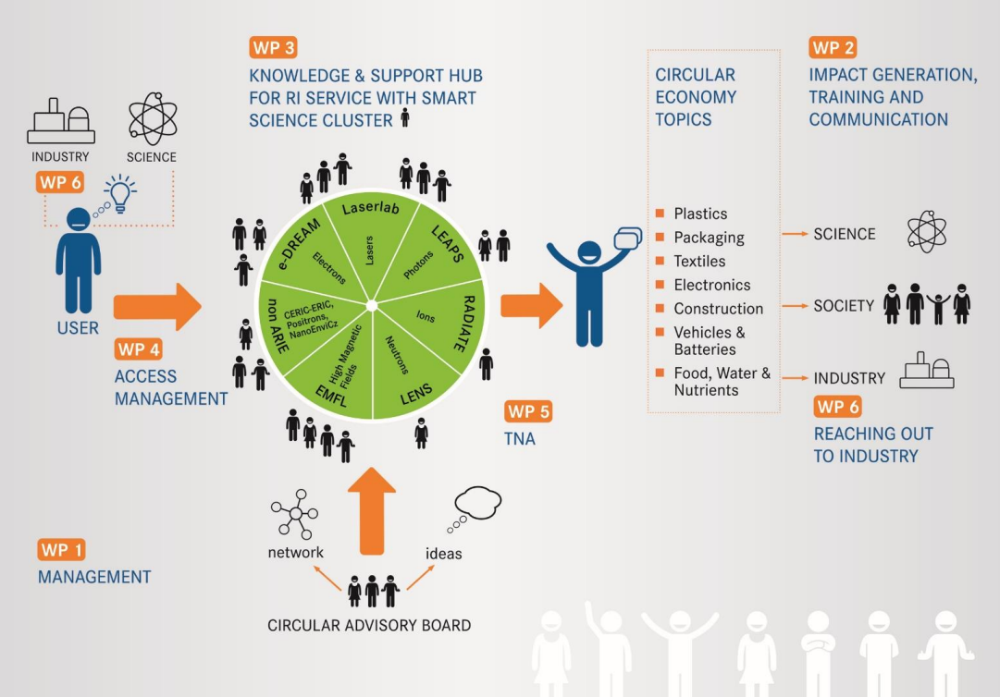 WP 3
KNOWLEDGE & SUPPORT HUB
FOR RI SERVICE WITH SMART
SCIENCE CLUSTER
INDUSTRY
SCIENCE
WP 6
USER
WP 4
ACCESS
MANAGEMENT
Laserlab
Lasers
LEAPS
Photons
RADIATE
Ions
LENS
Neutrons
EMFL
High Magnetic
Fields
non ARIE
CERIC-ERIC,
Positrons,
NanoEnviCz
e-DREAM
Electrons
WP 5
TNA
network
ideas
CIRCULAR ADVISORY BOARD
WP 1
MANAGEMENT
CIRCULAR
ECONOMY
TOPICS
Plastics
Packaging
Textiles
Electronics
Construction
Vehicles &
Batteries
Food, Water &
Nutrients
WP 2
IMPACT GENERATION,
TRAINING AND
COMMUNICATION
SCIENCE
SOCIETY
INDUSTRY
WP 6
REACHING OUT
TO INDUSTRY